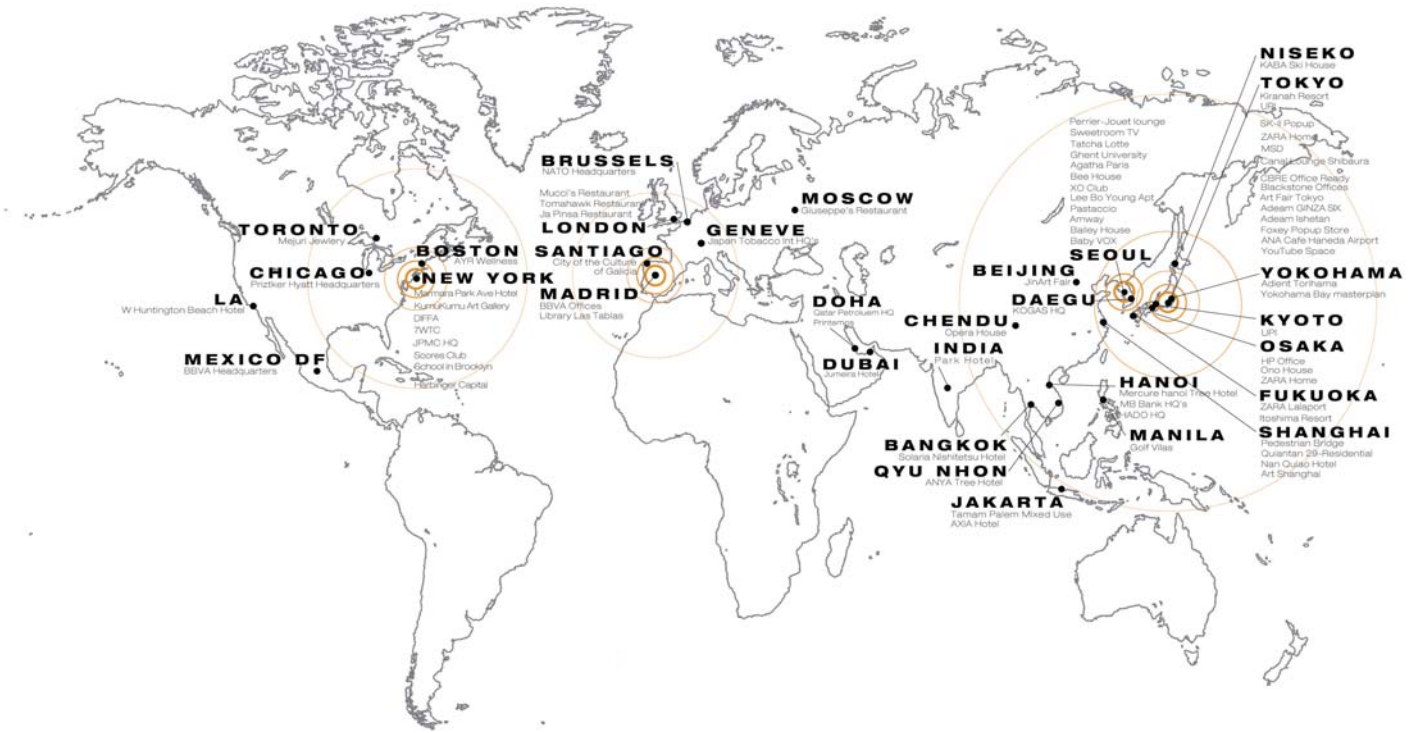 TORONTO
Mejuri Jewlery
CHICAGO
Priztker Hyatt Headquarters
LA
W Huntington Beach Hotel
MEXICO DF
BBVA Headquarters
BOSTON
AYR Wellness
NEW YORK
Marmara Park Ave Hotel
KumuKumu Art Gallery
DIFFA
7WTC
JPMC HQ
Scores Club
School in Brooklyn
Harbinger Capital
BRUSSELS
NATO Headquarters
Mucci's Restaurant
Tomahawk Restaurant
Ja Pinsa Restaurant
LONDON
SANTIAGO
City of the Culture
of Galicia
MADRID
BBVA Offices
Library Las Tablas
GENEVE
Japan Tobacco Int HQ's
MOSCOW
Giuseppe's Restaurant
DOHA
Qatar Petroluem HQ
Printemps
DUBAI
Jumeira Hotel
INDIA
Park Hotel
CHENDU
Opera House
BEIJING
JinArt Fair
DAEGU
KOGAS HQ
Perrier-Jouet lounge
Sweetroom TV
Tatcha Lotte
Ghent University
Agatha Paris
Bee House
XO Club
Lee Bo Young Apt
Pastaccio
Amway
Bailey House
Baby VOX
SEOUL
BANGKOK
Solaria Nishitetsu Hotel
QYU NHON
ANYA Tree Hotel
JAKARTA
Tamam Palem Mixed Use
AXIA Hotel
HANOI
Mercure hanoi Tree Hotel
MB Bank HQ's
HADO HQ
MANILA
Golf Vilas
NISEKO
KABA Ski House
TOKYO
Kiranah Resort
UPI
SK-II Popup
ZARA Home
MSD
Canal Lounge Shibaura
CBRE Office Ready
Blackstone Offices
Art Fair Tokyo
Adeam GINZA SIX
Adeam Ishetan
Foxey Popup Store
ANA Cafe Haneda Airport
YouTube Space
YOKOHAMA
Adient Torihama
Yokohama Bay masterplan
KYOTO
UPI
OSAKA
HP Office
Ono House
ZARA Home
FUKUOKA
ZARA Lalaport
Itoshima Resort
SHANGHAI
Pedestrian Bridge
Quiantan 29-Residential
Nan Quiao Hotel
Art Shanghai